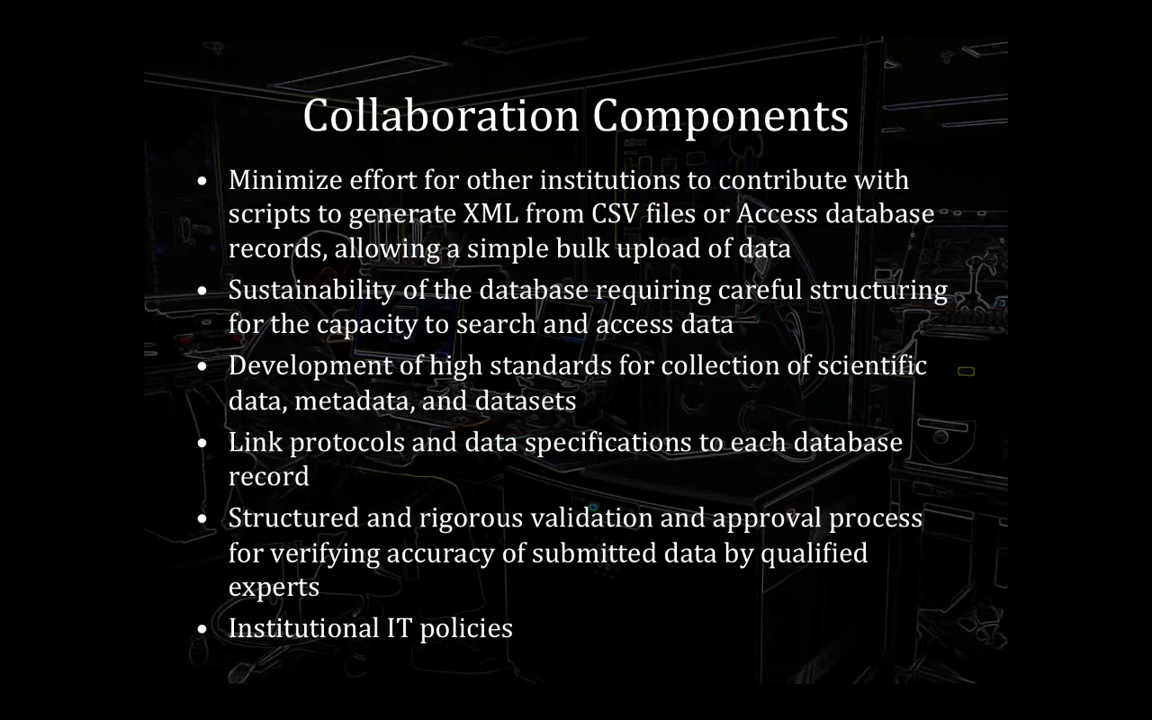 Collaboration Components
• Minimize effort for other institutions to contribute with
scripts to generate XML from CSV files or Access database
records, allowing a simple bulk upload of data
• Sustainability of the database requiring careful structuring
for the capacity to search and access data
• Development of high standards for collection of scientific
data, metadata, and datasets
• Link protocols and data specifications to each database
record
• Structured and rigorous validation and approval process
for verifying accuracy of submitted data by qualified
experts
• Institutional IT policies